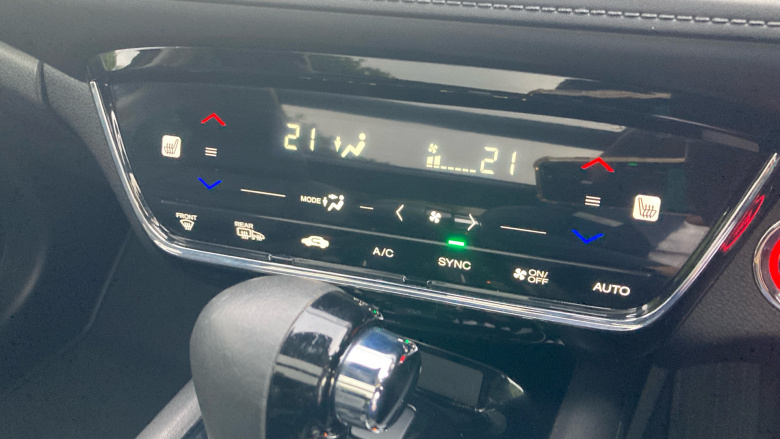 21 21
MODE
FRONT
REAR
A/C
SYNC
ON/
OFF
AUTO